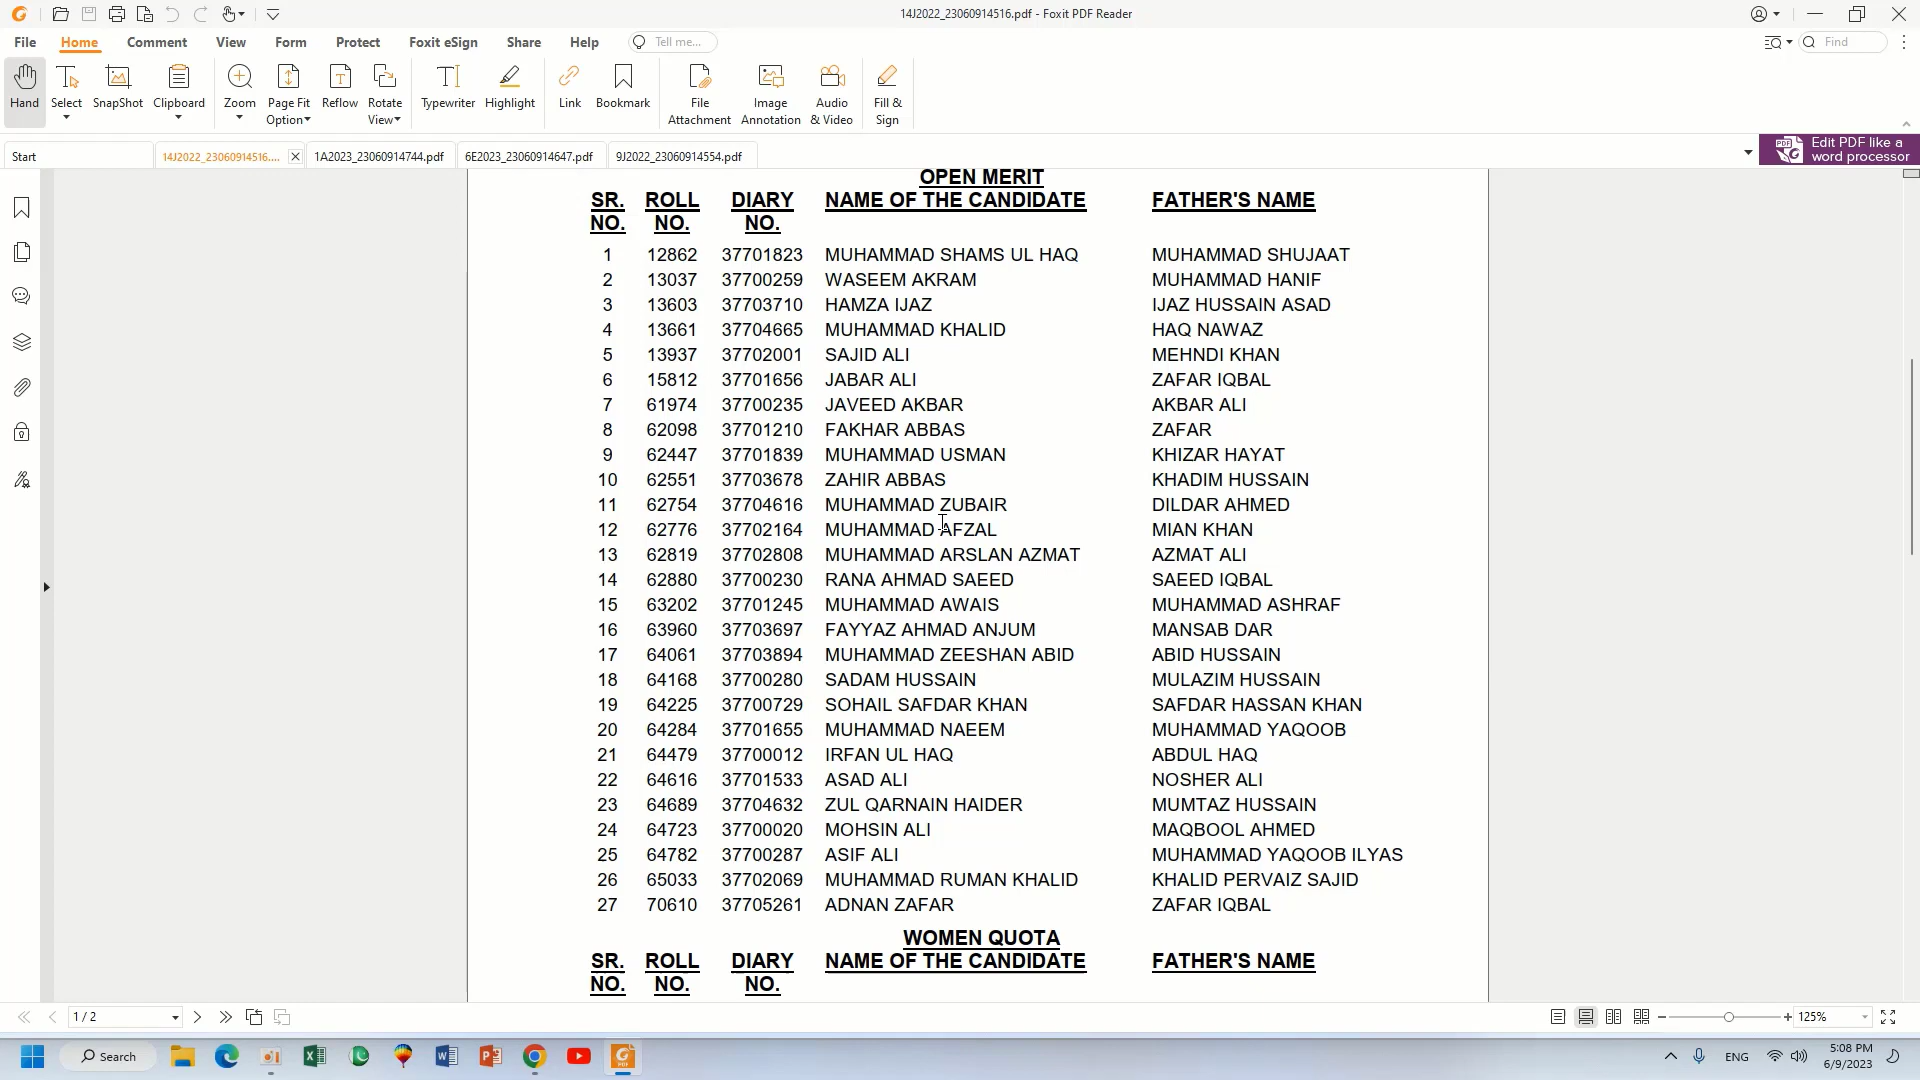 14J2022_23060914516.pdf - Foxit PDF Reader
File Home Comment View Form Protect Foxit eSign Share Help Tell me... Find
Hand Select SnapShot Clipboard Zoom Page Fit Option Reflow Rotate View Typewriter Highlight Link Bookmark File Attachment Image Annotation Audio & Video Fill & Sign
Start 14J2022_23060914516.... 1A2023_23060914744.pdf 6E2023_23060914647.pdf 9J2022_23060914554.pdf Edit PDF like a word processor
OPEN MERIT
SR. NO. ROLL NO. DIARY NO. NAME OF THE CANDIDATE FATHER'S NAME
1 12862 37701823 MUHAMMAD SHAMS UL HAQ MUHAMMAD SHUJAAT
2 13037 37700259 WASEEM AKRAM MUHAMMAD HANIF
3 13603 37703710 HAMZA IJAZ IJAZ HUSSAIN ASAD
4 13661 37704665 MUHAMMAD KHALID HAQ NAWAZ
5 13937 37702001 SAJID ALI MEHNDI KHAN
6 15812 37701656 JABAR ALI ZAFAR IQBAL
7 61974 37700235 JAVEED AKBAR AKBAR ALI
8 62098 37701210 FAKHAR ABBAS ZAFAR
9 62447 37701839 MUHAMMAD USMAN KHIZAR HAYAT
10 62551 37703678 ZAHIR ABBAS KHADIM HUSSAIN
11 62754 37704616 MUHAMMAD ZUBAIR DILDAR AHMED
12 62776 37702164 MUHAMMAD AFZAL MIAN KHAN
13 62819 37702808 MUHAMMAD ARSLAN AZMAT AZMAT ALI
14 62880 37700230 RANA AHMAD SAEED SAEED IQBAL
15 63202 37701245 MUHAMMAD AWAIS MUHAMMAD ASHRAF
16 63960 37703697 FAYYAZ AHMAD ANJUM MANSAB DAR
17 64061 37703894 MUHAMMAD ZEESHAN ABID ABID HUSSAIN
18 64168 37700280 SADAM HUSSAIN MULAZIM HUSSAIN
19 64225 37700729 SOHAIL SAFDAR KHAN SAFDAR HASSAN KHAN
20 64284 37701655 MUHAMMAD NAEEM MUHAMMAD YAQOOB
21 64479 37700012 IRFAN UL HAQ ABDUL HAQ
22 64616 37701533 ASAD ALI NOSHER ALI
23 64689 37704632 ZUL QARNAIN HAIDER MUMTAZ HUSSAIN
24 64723 37700020 MOHSIN ALI MAQBOOL AHMED
25 64782 37700287 ASIF ALI MUHAMMAD YAQOOB ILYAS
26 65033 37702069 MUHAMMAD RUMAN KHALID KHALID PERVAIZ SAJID
27 70610 37705261 ADNAN ZAFAR ZAFAR IQBAL
WOMEN QUOTA
SR. NO. ROLL NO. DIARY NO. NAME OF THE CANDIDATE FATHER'S NAME
1 / 2 125%
Search ENG 5:08 PM
6/9/2023